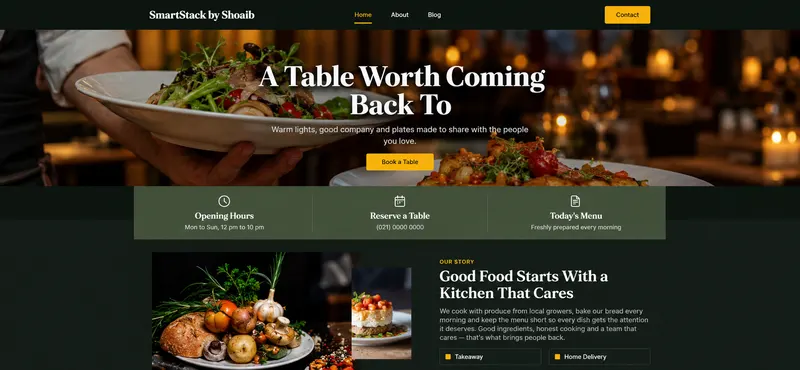 SmartStack by Shoaib
Home
About
Blog
Contact
A Table Worth Coming
Back To
Warm lights, good company and plates made to share with the people
you love.
Book a Table
Opening Hours
Mon to Sun, 12 pm to 10 pm
Reserve a Table
(021) 0000 0000
Today's Menu
Freshly prepared every morning
OUR STORY
Good Food Starts With a
Kitchen That Cares
We cook with produce from local growers, bake our bread every
morning and keep the menu short so every dish gets the attention
it deserves. Good ingredients, honest cooking and a team that
cares — that's what brings people back.
Takeaway
Home Delivery